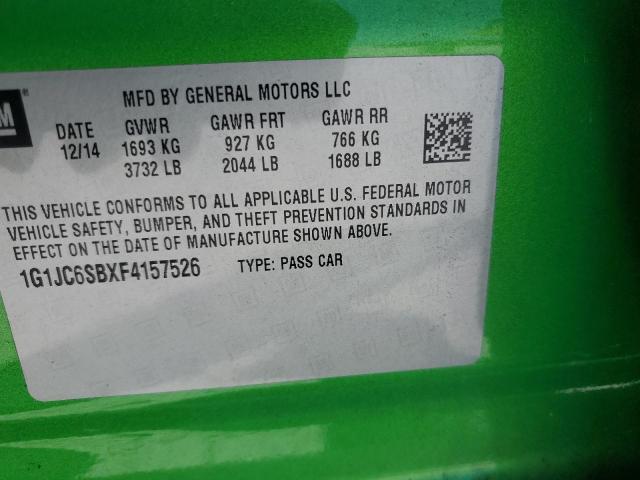 M ®
MFD BY GENERAL MOTORS LLC
DATE GVWR GAWR FRT GAWR RR
12/14 1693 KG 927 KG 766 KG
3732 LB 2044 LB 1688 LB
THIS VEHICLE CONFORMS TO ALL APPLICABLE U.S. FEDERAL MOTOR
VEHICLE SAFETY, BUMPER, AND THEFT PREVENTION STANDARDS IN
EFFECT ON THE DATE OF MANUFACTURE SHOWN ABOVE.
1G1JC6SBXF4157526 TYPE: PASS CAR